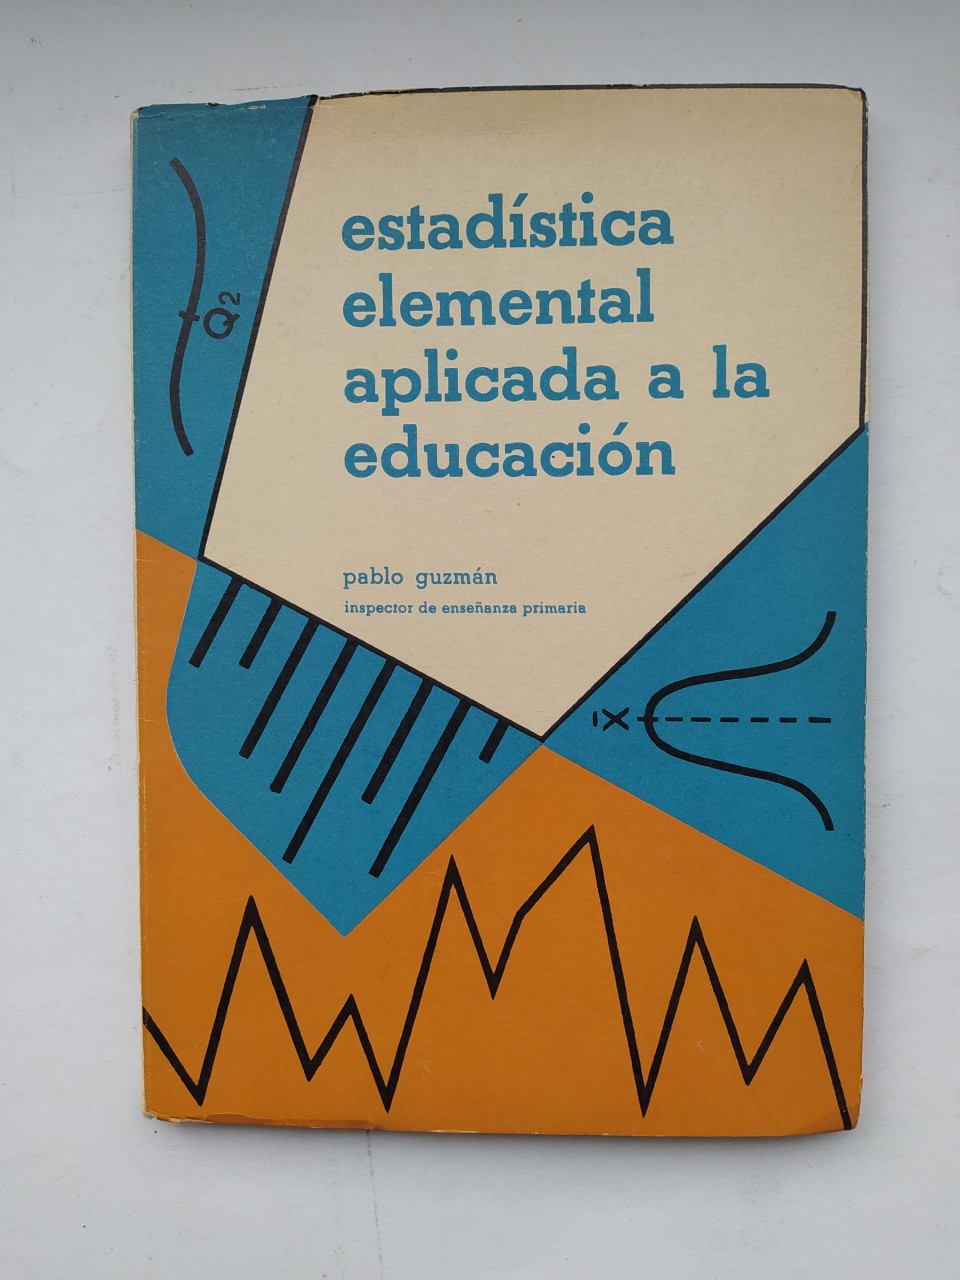 estadística
elemental
aplicada a la
educación
pablo guzmán
inspector de enseñanza primaria
Q2
x̄